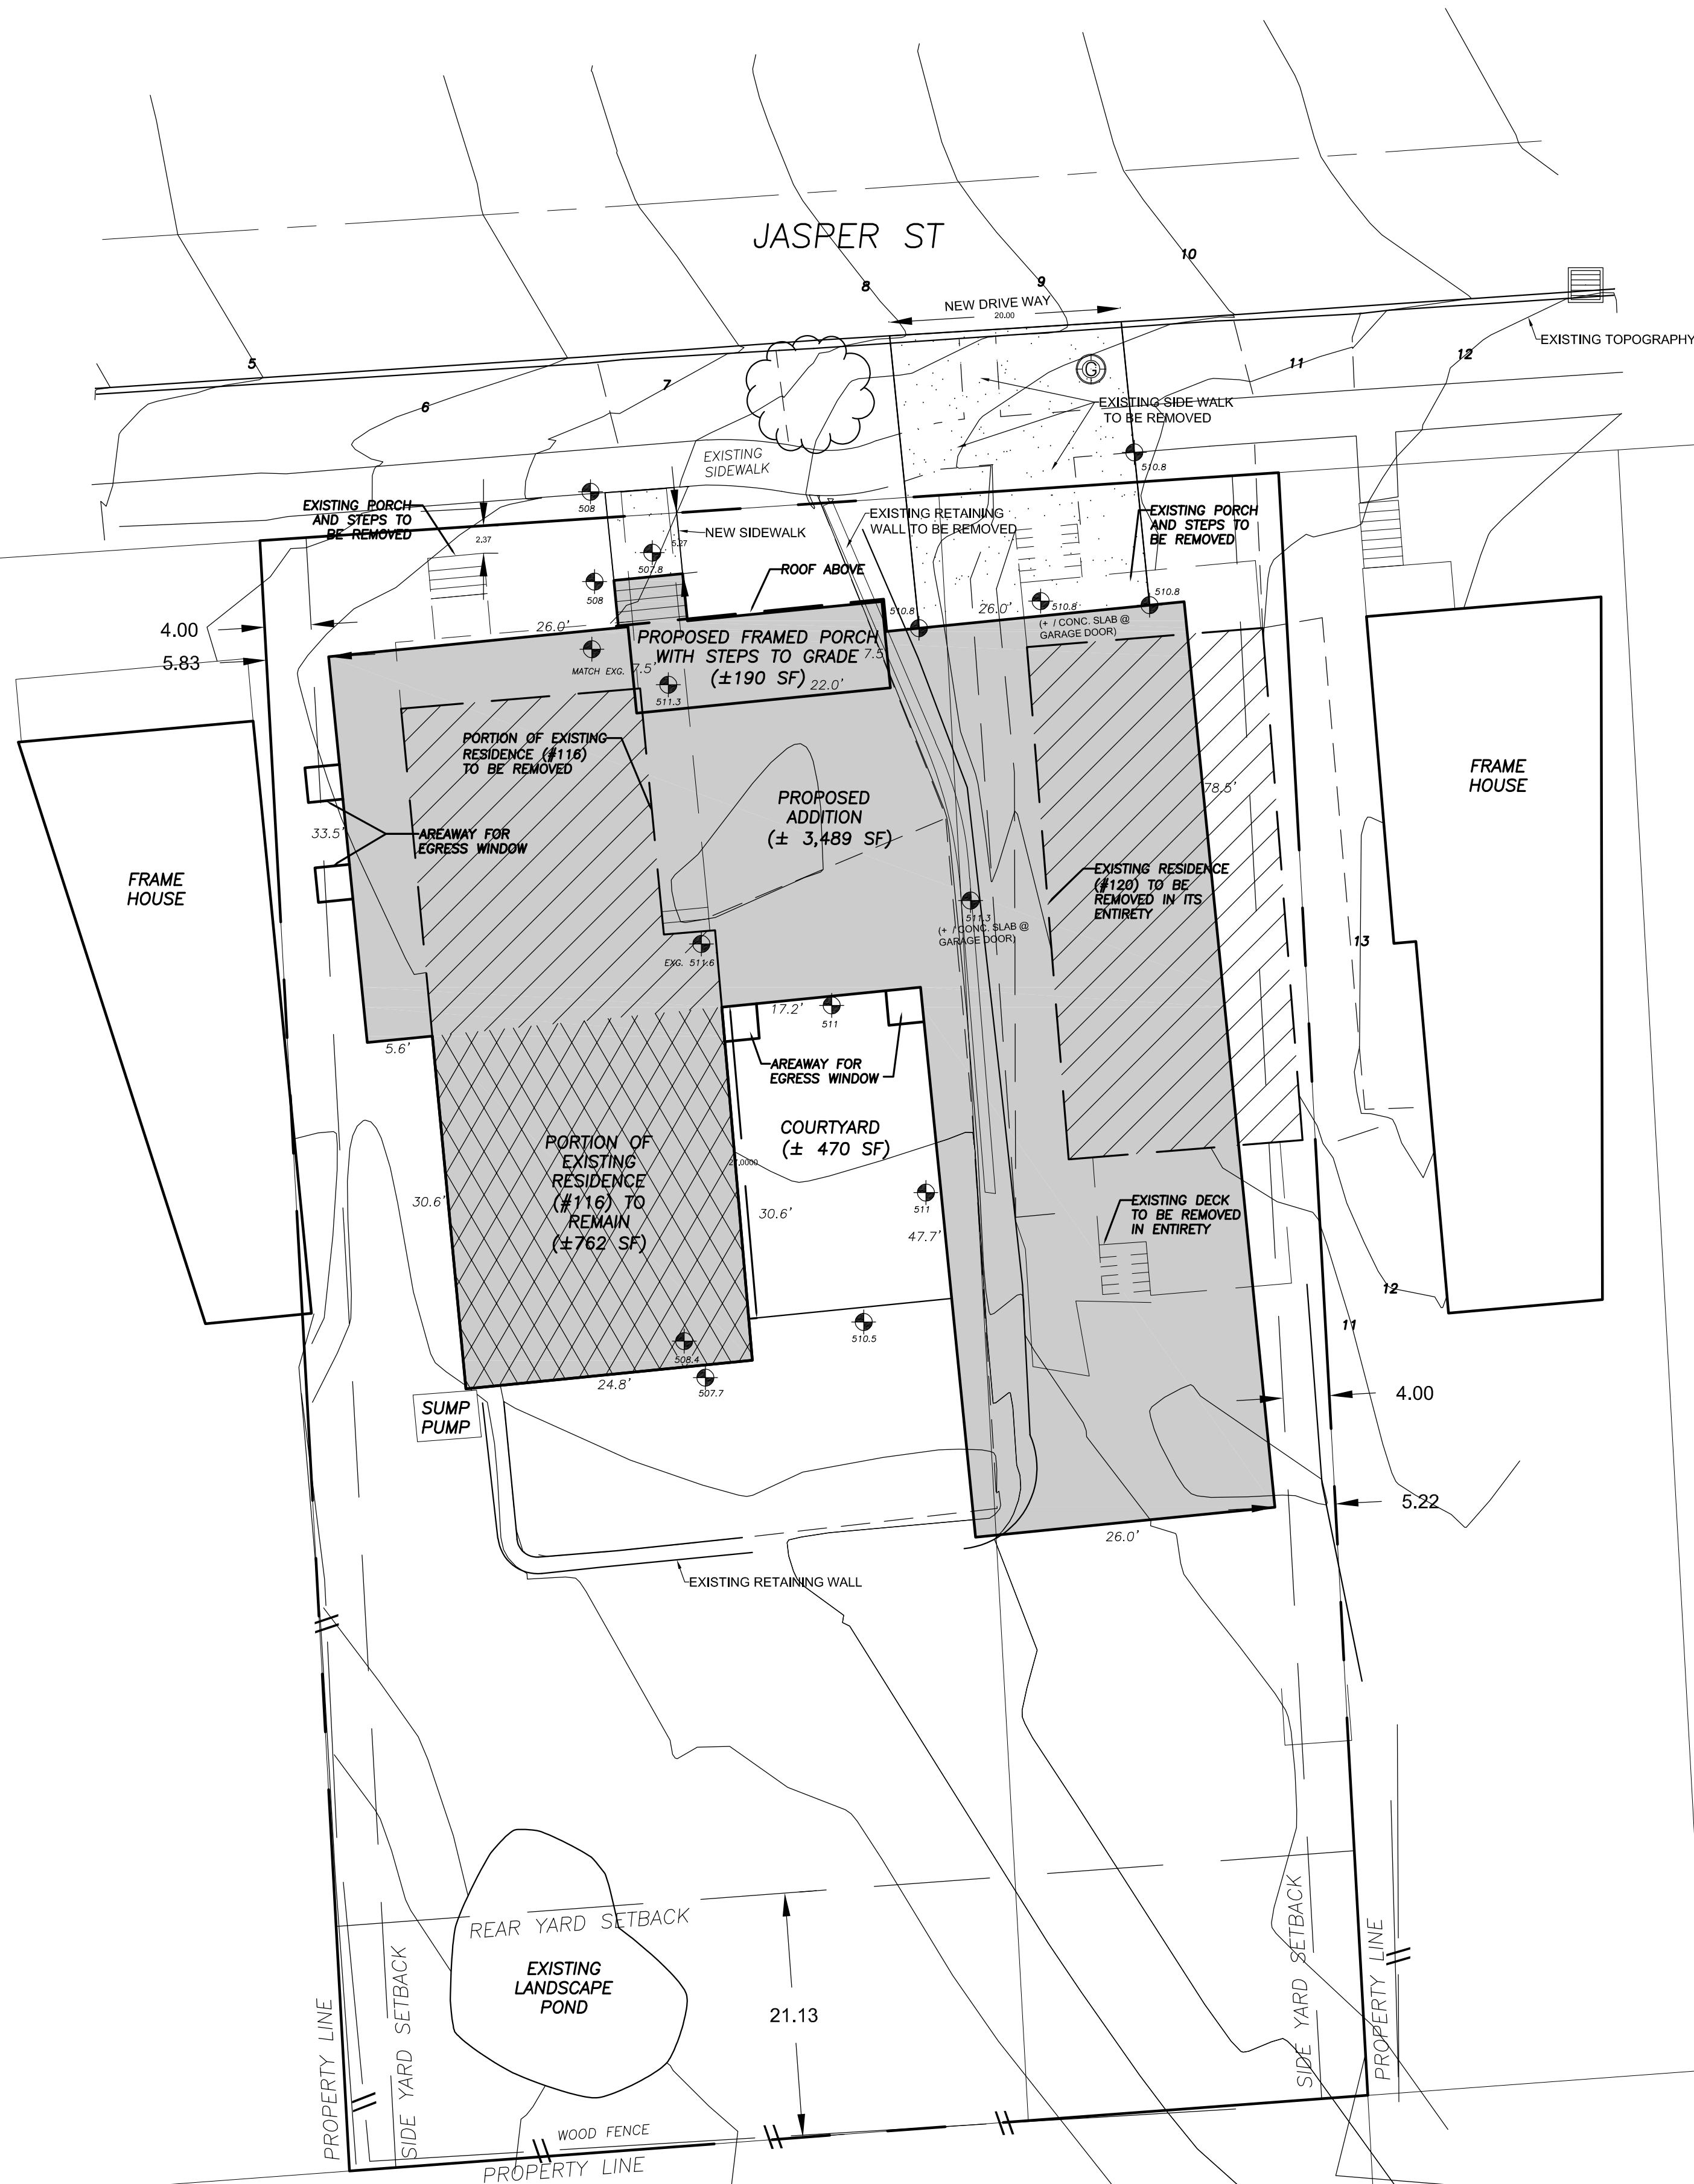 JASPER ST
10
8
9
NEW DRIVE WAY
20.00
EXISTING TOPOGRAPHY
5
6
7
11
12
G
EXISTING SIDE WALK
TO BE REMOVED
EXISTING
SIDEWALK
510.8
EXISTING PORCH
AND STEPS TO
BE REMOVED
2.37
508
NEW SIDEWALK
5.27
507.8
508
EXISTING RETAINING
WALL TO BE REMOVED
EXISTING PORCH
AND STEPS TO
BE REMOVED
ROOF ABOVE
4.00
5.83
26.0'
510.8
26.0'
510.8
(+ / CONC. SLAB @
GARAGE DOOR)
510.8
PROPOSED FRAMED PORCH
WITH STEPS TO GRADE
(±190 SF)
MATCH EXG.
7.5'
7.5'
22.0'
511.3
PORTION OF EXISTING
RESIDENCE (#116)
TO BE REMOVED
FRAME
HOUSE
PROPOSED
ADDITION
(± 3,489 SF)
78.5'
33.5'
AREAWAY FOR
EGRESS WINDOW
FRAME
HOUSE
EXISTING RESIDENCE
(#120) TO BE
REMOVED IN ITS
ENTIRETY
511.3
(+ / CONC. SLAB @
GARAGE DOOR)
13
EXG. 511.6
17.2'
511
5.6'
AREAWAY FOR
EGRESS WINDOW
COURTYARD
(± 470 SF)
PORTION OF
EXISTING
RESIDENCE
(#116) TO
REMAIN
(±762 SF)
30.6'
30.6'
511
47.7'
EXISTING DECK
TO BE REMOVED
IN ENTIRETY
12
11
510.5
508.4
507.7
24.8'
SUMP
PUMP
4.00
5.22
26.0'
EXISTING RETAINING WALL
REAR YARD SETBACK
EXISTING
LANDSCAPE
POND
21.13
PROPERTY LINE
SIDE YARD SETBACK
SIDE YARD SETBACK
PROPERTY LINE
WOOD FENCE
PROPERTY LINE